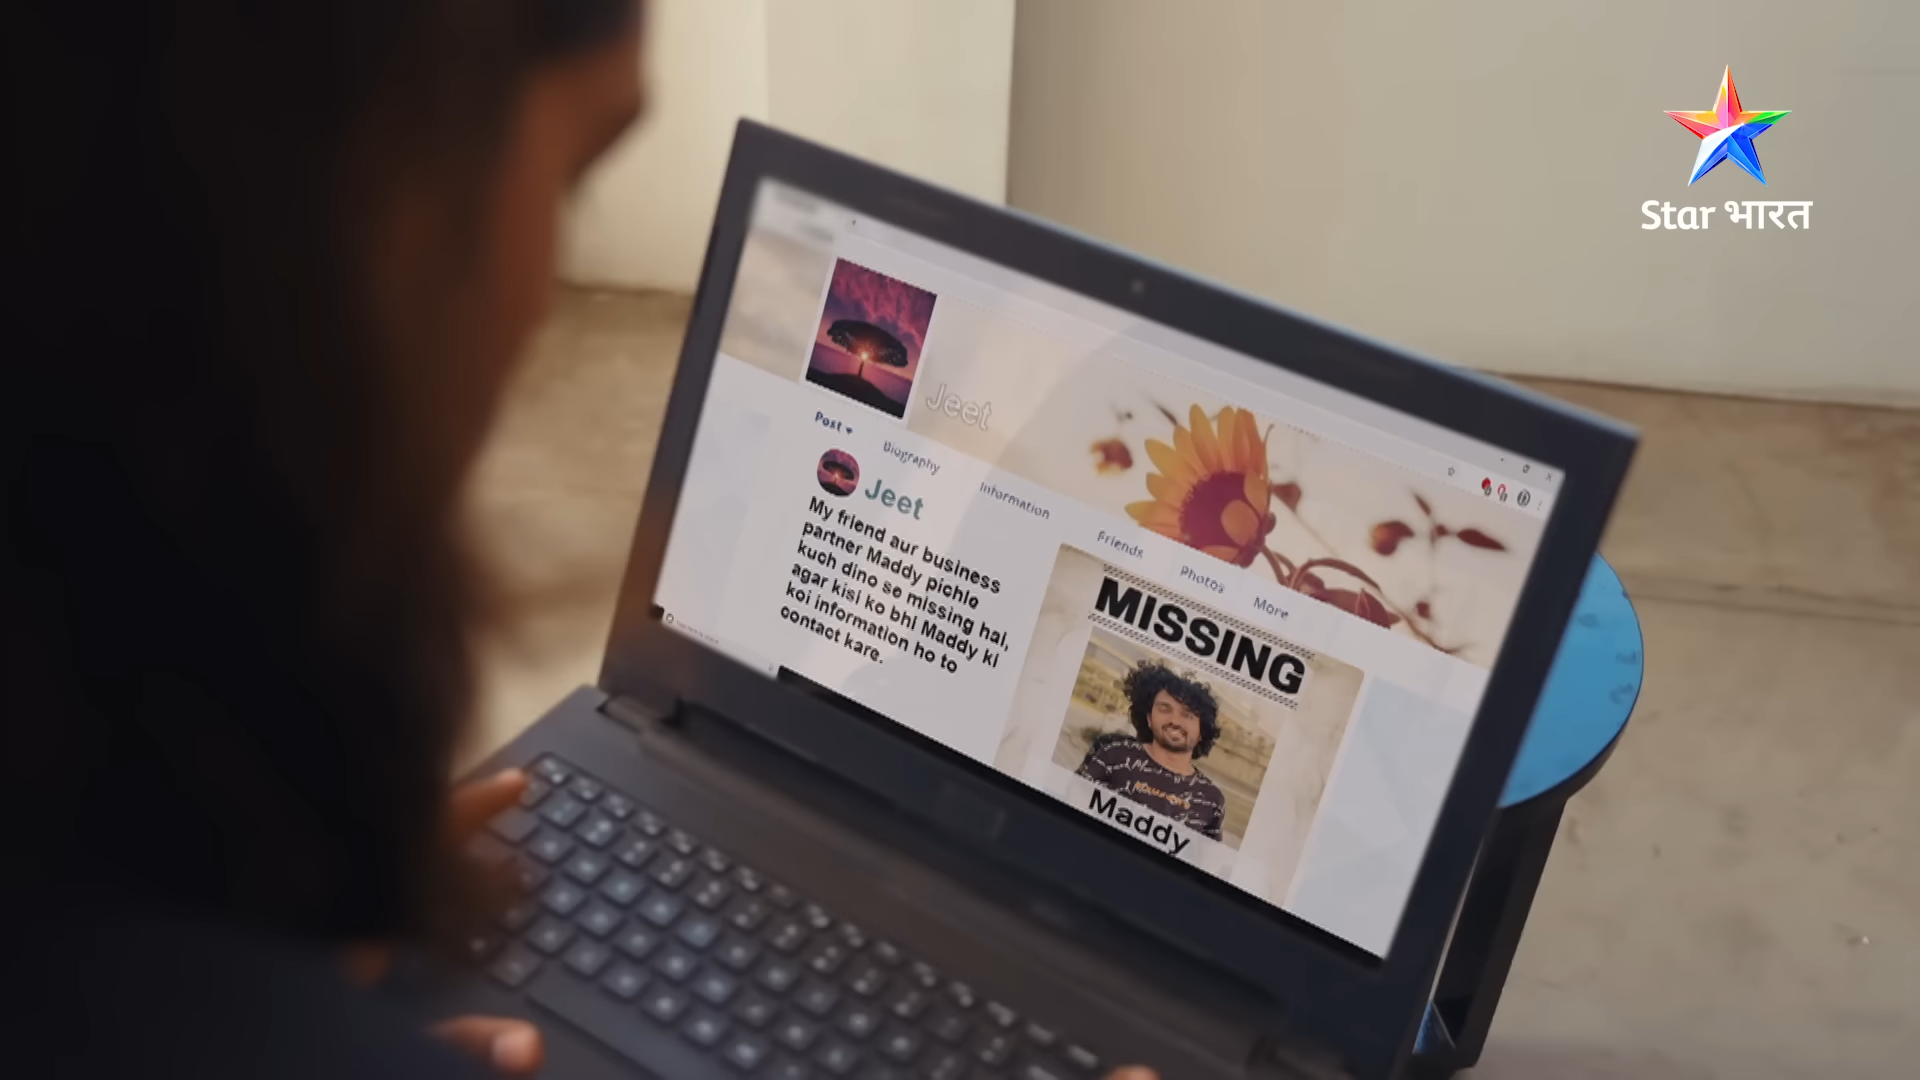 Star भारत
Jeet
Post
Biography
Information
Friends
Photos
More
Jeet
My friend aur business
partner Maddy pichle
kuch dino se missing hai,
agar kisi ko bhi Maddy ki
koi information ho to
contact kare.
MISSING
Maddy